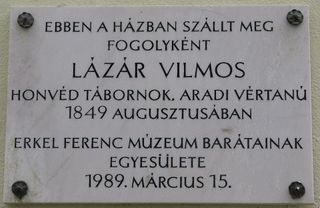 EBBEN A HÁZBAN SZÁLLT MEG
FOGOLYKÉNT
LÁZÁR VILMOS
HONVÉD TÁBORNOK, ARADI VÉRTANÚ
1849 AUGUSZTUSÁBAN
ERKEL FERENC MÚZEUM BARÁTAINAK
EGYESÜLETE
1989. MÁRCIUS 15.